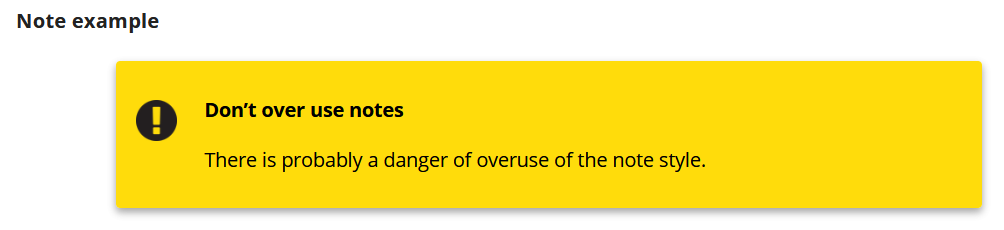 Note example
Don’t over use notes
There is probably a danger of overuse of the note style.